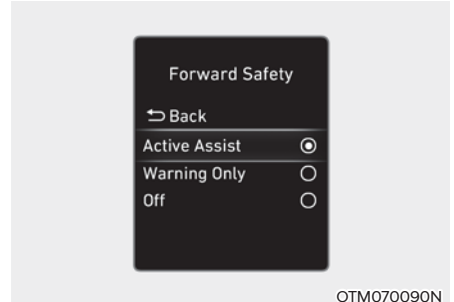 Forward Safety
Back
Active Assist
Warning Only
Off
OTM070090N